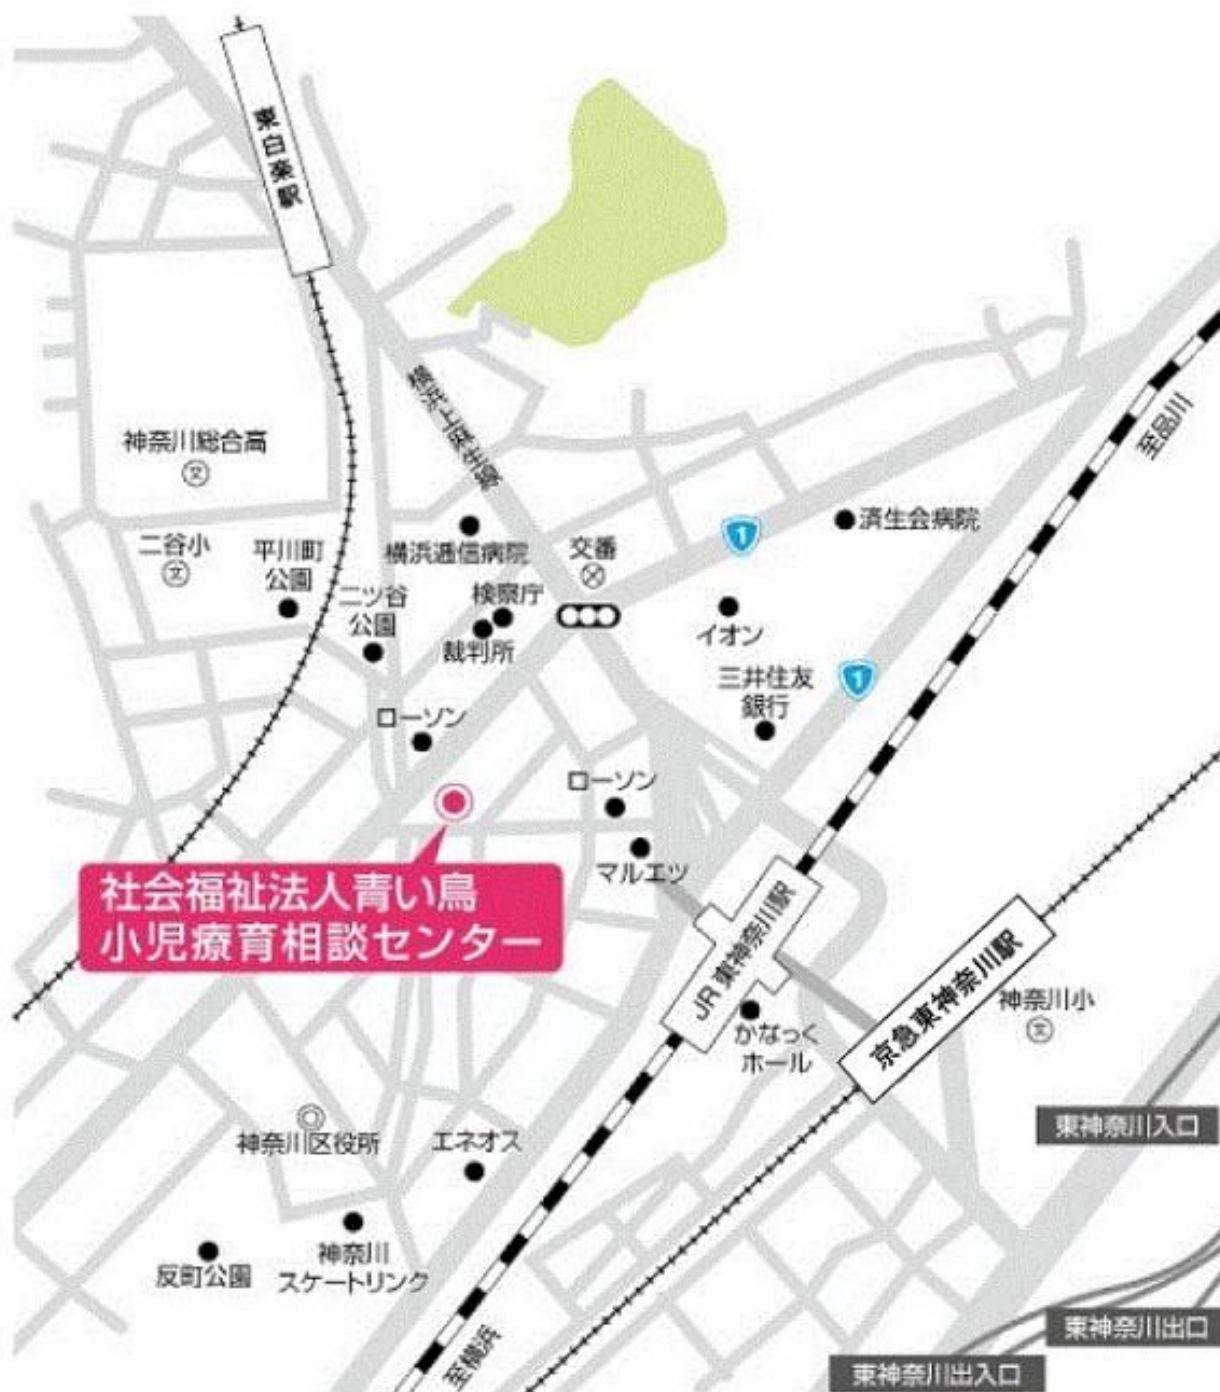 東白楽駅
横浜上麻生線
至品川
神奈川総合高
文
二谷小
文
平川町
公園
二ツ谷
公園
横浜逓信病院
検察庁
裁判所
交番
1
済生会病院
イオン
三井住友
銀行
1
ローソン
ローソン
マルエツ
社会福祉法人青い鳥
小児療育相談センター
JR 東神奈川駅
京急東神奈川駅
神奈川小
文
かなっく
ホール
東神奈川入口
神奈川区役所
エネオス
神奈川
スケートリンク
反町公園
至横浜
東神奈川出口
東神奈川出入口